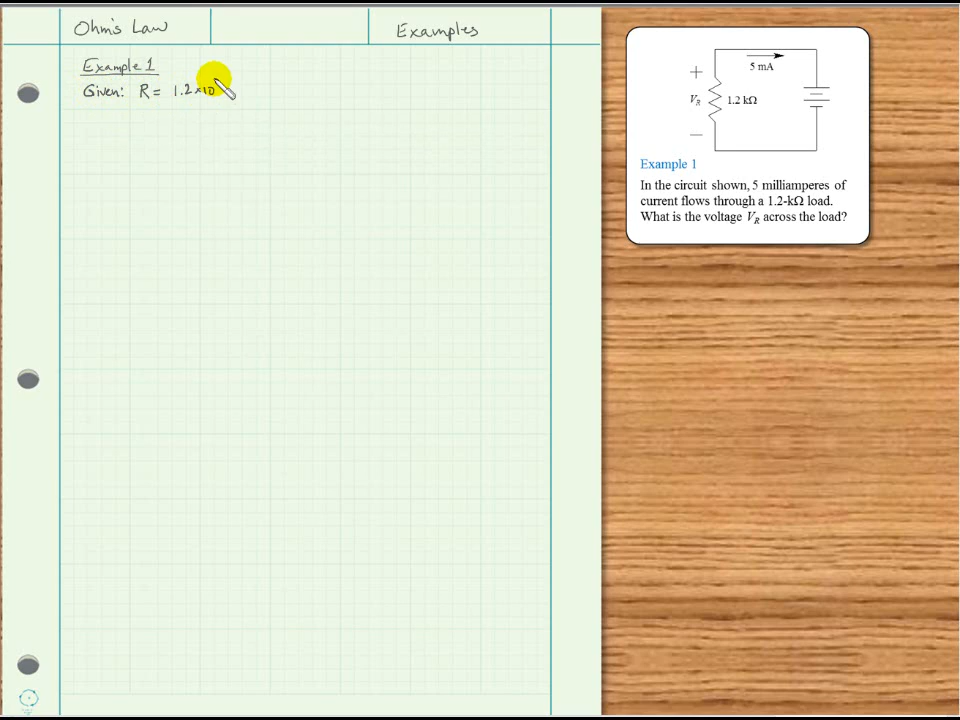 Ohm's Law
Examples
Example 1
Given: R = 1.2×10
5 mA
+
V_R
1.2 kΩ
−
Example 1
In the circuit shown, 5 milliamperes of
current flows through a 1.2-kΩ load.
What is the voltage V_R across the load?